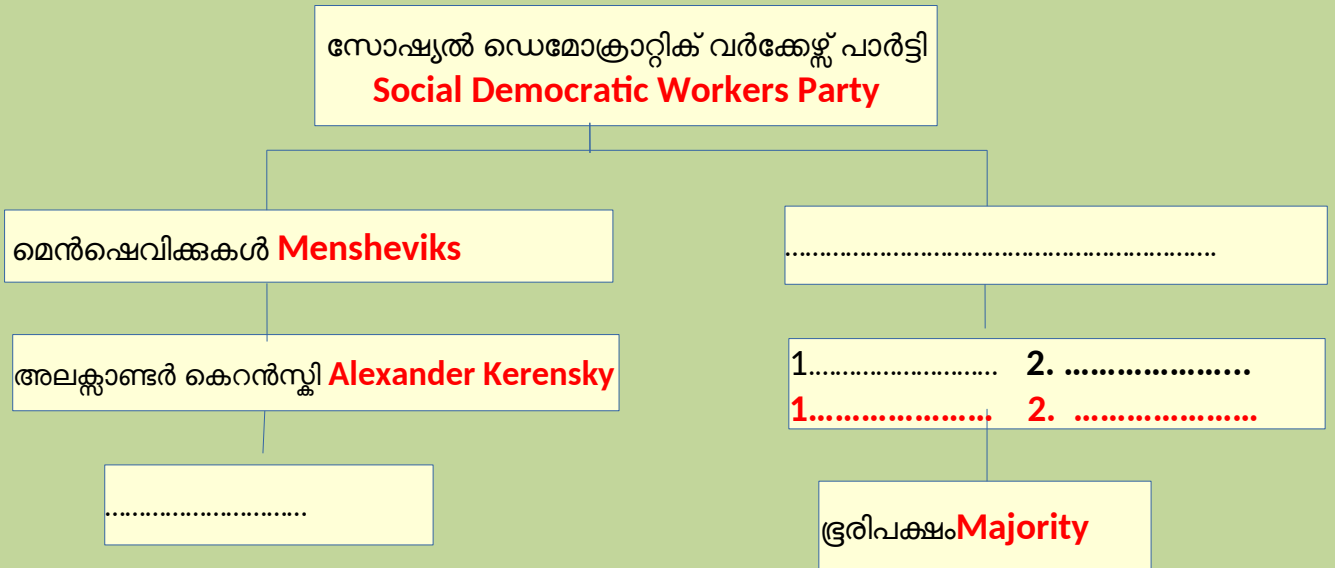 സോഷ്യൽ ഡെമോക്രാറ്റിക് വർക്കേഴ്സ് പാർട്ടി
Social Democratic Workers Party
മെൻഷെവിക്കുകൾ Mensheviks
...............................................................
അലക്സാണ്ടർ കെറൻസ്കി Alexander Kerensky
1............................ 2. .....................
1..................... 2. .....................
..............................
ഭൂരിപക്ഷംMajority